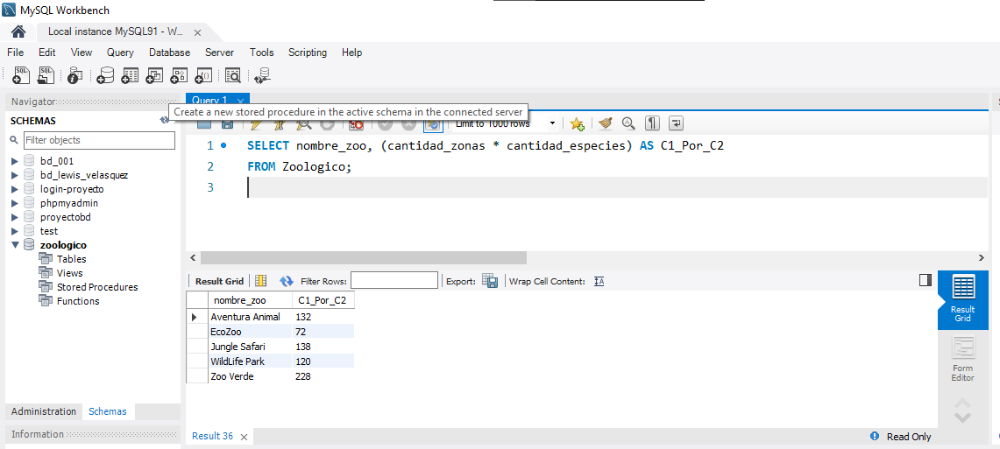 MySQL Workbench
Local instance MySQL91 - W... ×
File Edit View Query Database Server Tools Scripting Help
Navigator
Query 1 ×
SCHEMAS
Create a new stored procedure in the active schema in the connected server
Filter objects
Limit to 1000 rows
1 SELECT nombre_zoo, (cantidad_zonas * cantidad_especies) AS C1_Por_C2
2 FROM Zoologico;
3
bd_001
bd_lewis_velasquez
login-proyecto
phpmyadmin
proyectobd
test
zoologico
Tables
Views
Stored Procedures
Functions
Result Grid Filter Rows: Export: Wrap Cell Content: IA
nombre_zoo C1_Por_C2
Aventura Animal 132
EcoZoo 72
Jungle Safari 138
WildLife Park 120
Zoo Verde 228
Result
Grid
Form
Editor
Administration Schemas
Information
Result 36 ×
Read Only